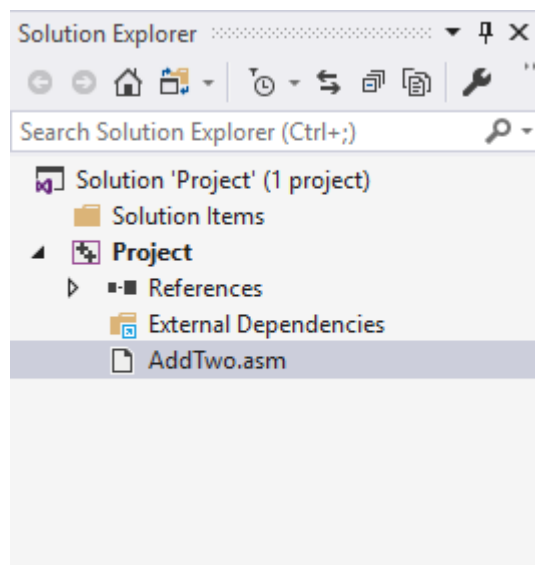 Solution Explorer
Search Solution Explorer (Ctrl+;)
Solution 'Project' (1 project)
Solution Items
Project
References
External Dependencies
AddTwo.asm